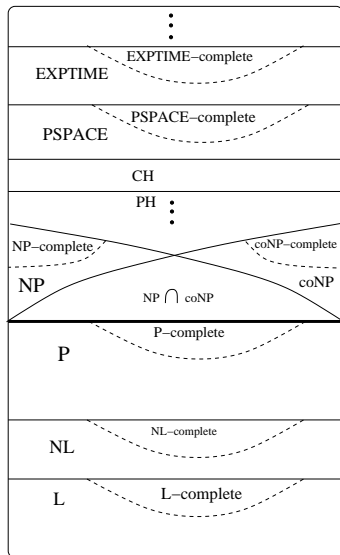 EXPTIME−complete
EXPTIME
PSPACE−complete
PSPACE
CH
PH
NP−complete
coNP−complete
NP
coNP
NP ∩ coNP
P−complete
P
NL−complete
NL
L−complete
L